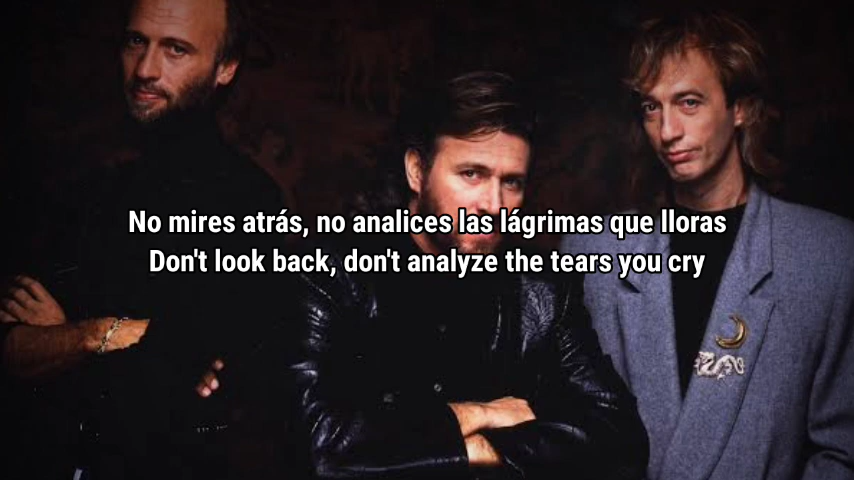 No mires atrás, no analices las lágrimas que lloras
Don't look back, don't analyze the tears you cry